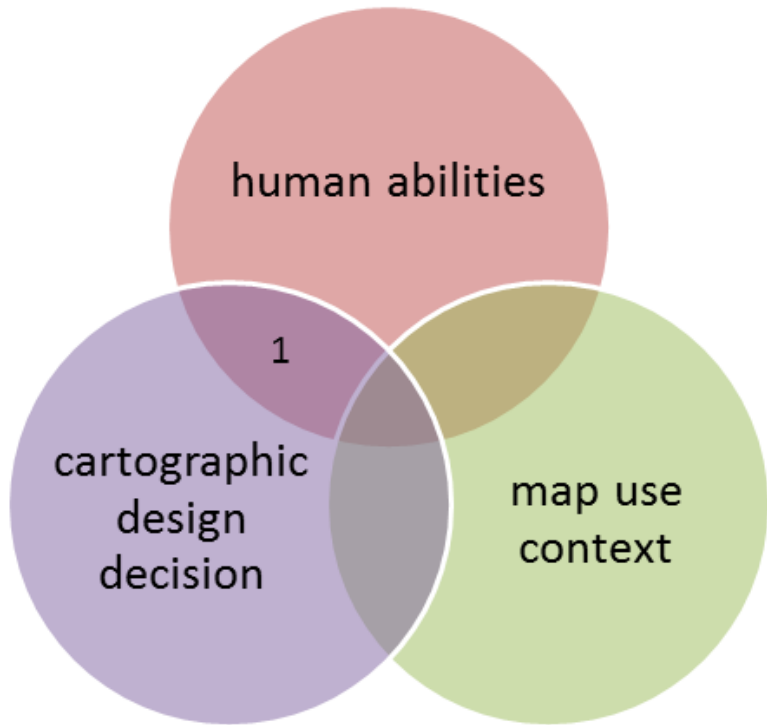 human abilities
1
cartographic
design
decision
map use
context